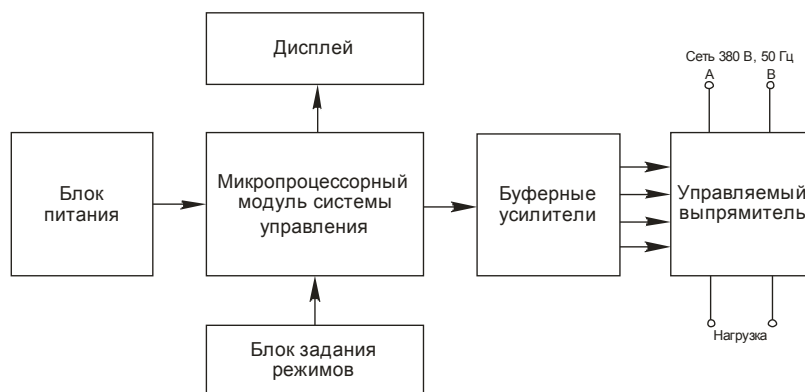 Дисплей
Сеть 380 В, 50 Гц
А
В
Блок
питания
Микропроцессорный
модуль системы
управления
Буферные
усилители
Управляемый
выпрямитель
Блок задания
режимов
Нагрузка